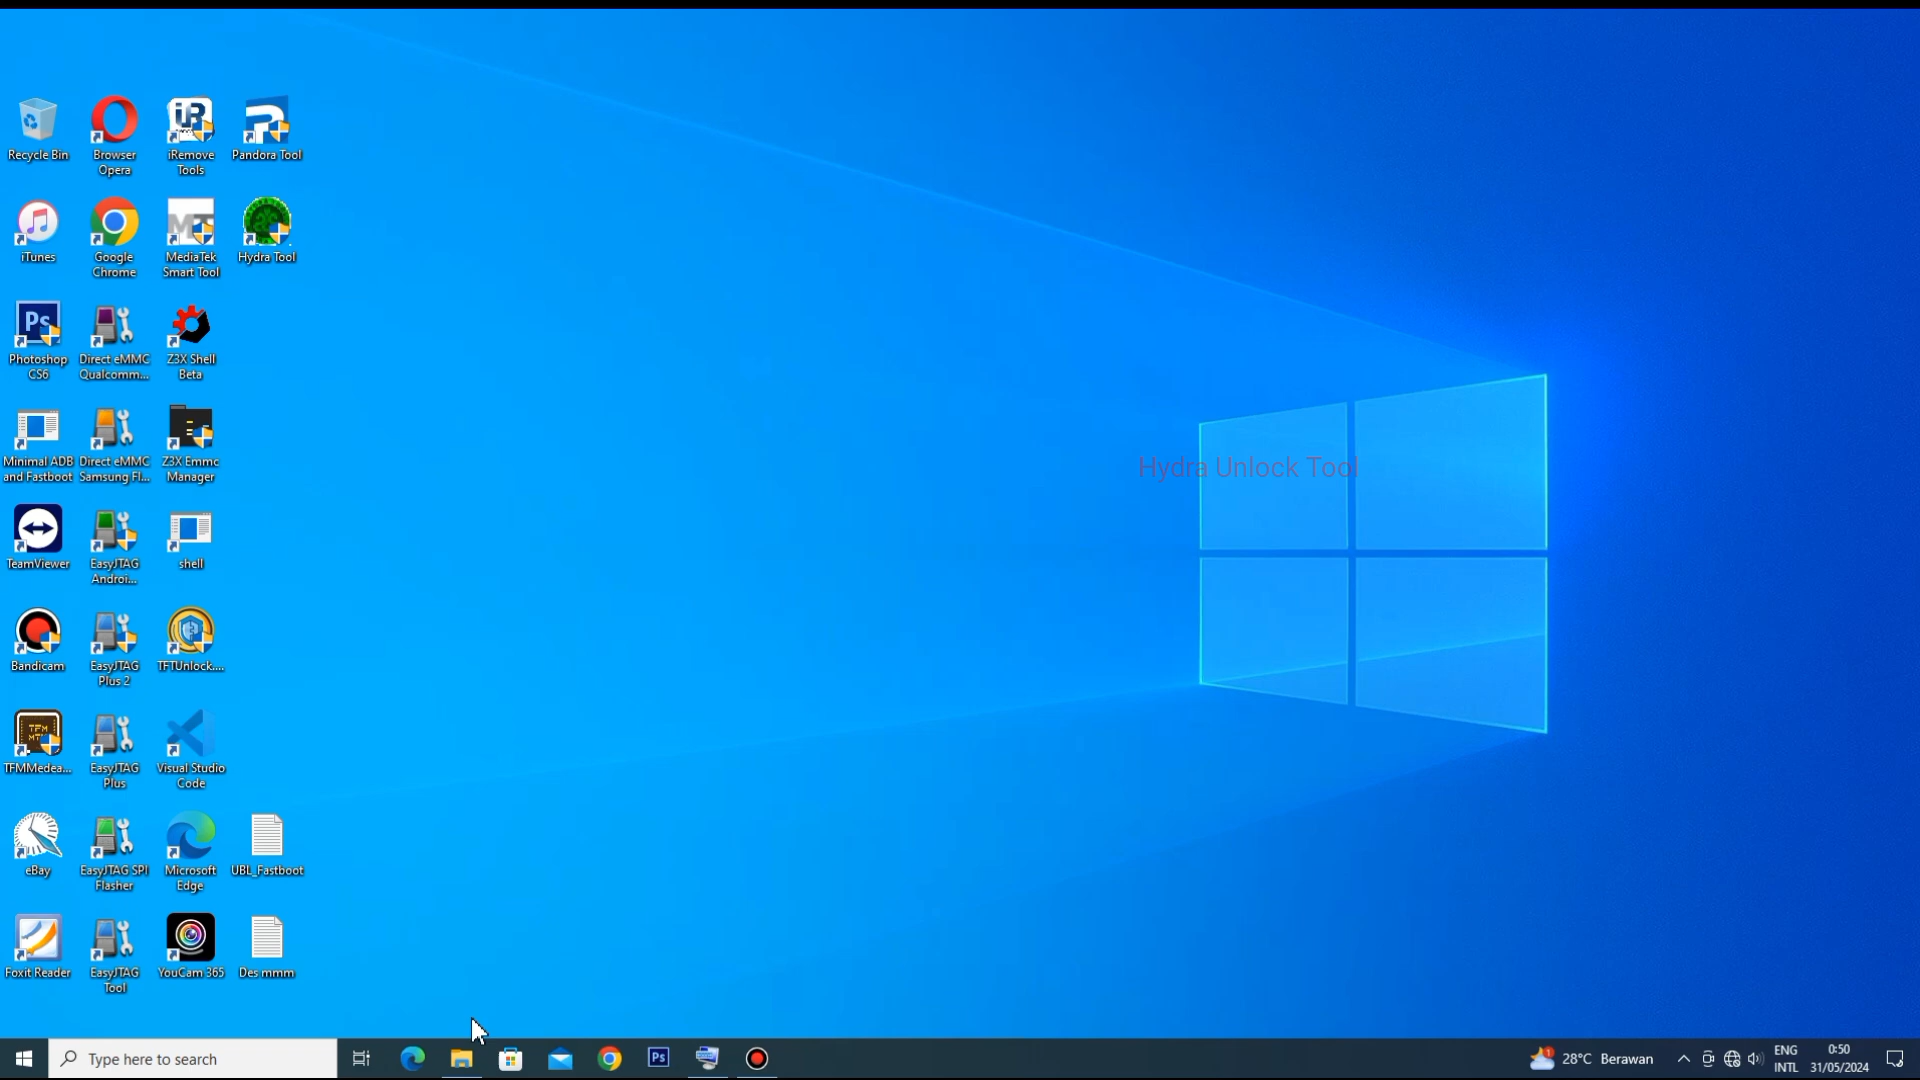 Recycle Bin
Browser
Opera
iRemove
Tools
Pandora Tool
iTunes
Google
Chrome
MediaTek
Smart Tool
Hydra Tool
Photoshop
CS6
Direct eMMC
Qualcomm...
Z3X Shell
Beta
Minimal ADB
and Fastboot
Direct eMMC
Samsung Fl...
Z3X Emmc
Manager
TeamViewer
EasyJTAG
Androi...
shell
Bandicam
EasyJTAG
Plus 2
TFTUnlock....
TFMMedea...
EasyJTAG
Plus
Visual Studio
Code
eBay
EasyJTAG SPI
Flasher
Microsoft
Edge
UBL_Fastboot
Foxit Reader
EasyJTAG
Tool
YouCam 365
Des mmm
Hydra Unlock Tool
Type here to search
Ps
28°C Berawan
ENG
INTL
0:50
31/05/2024